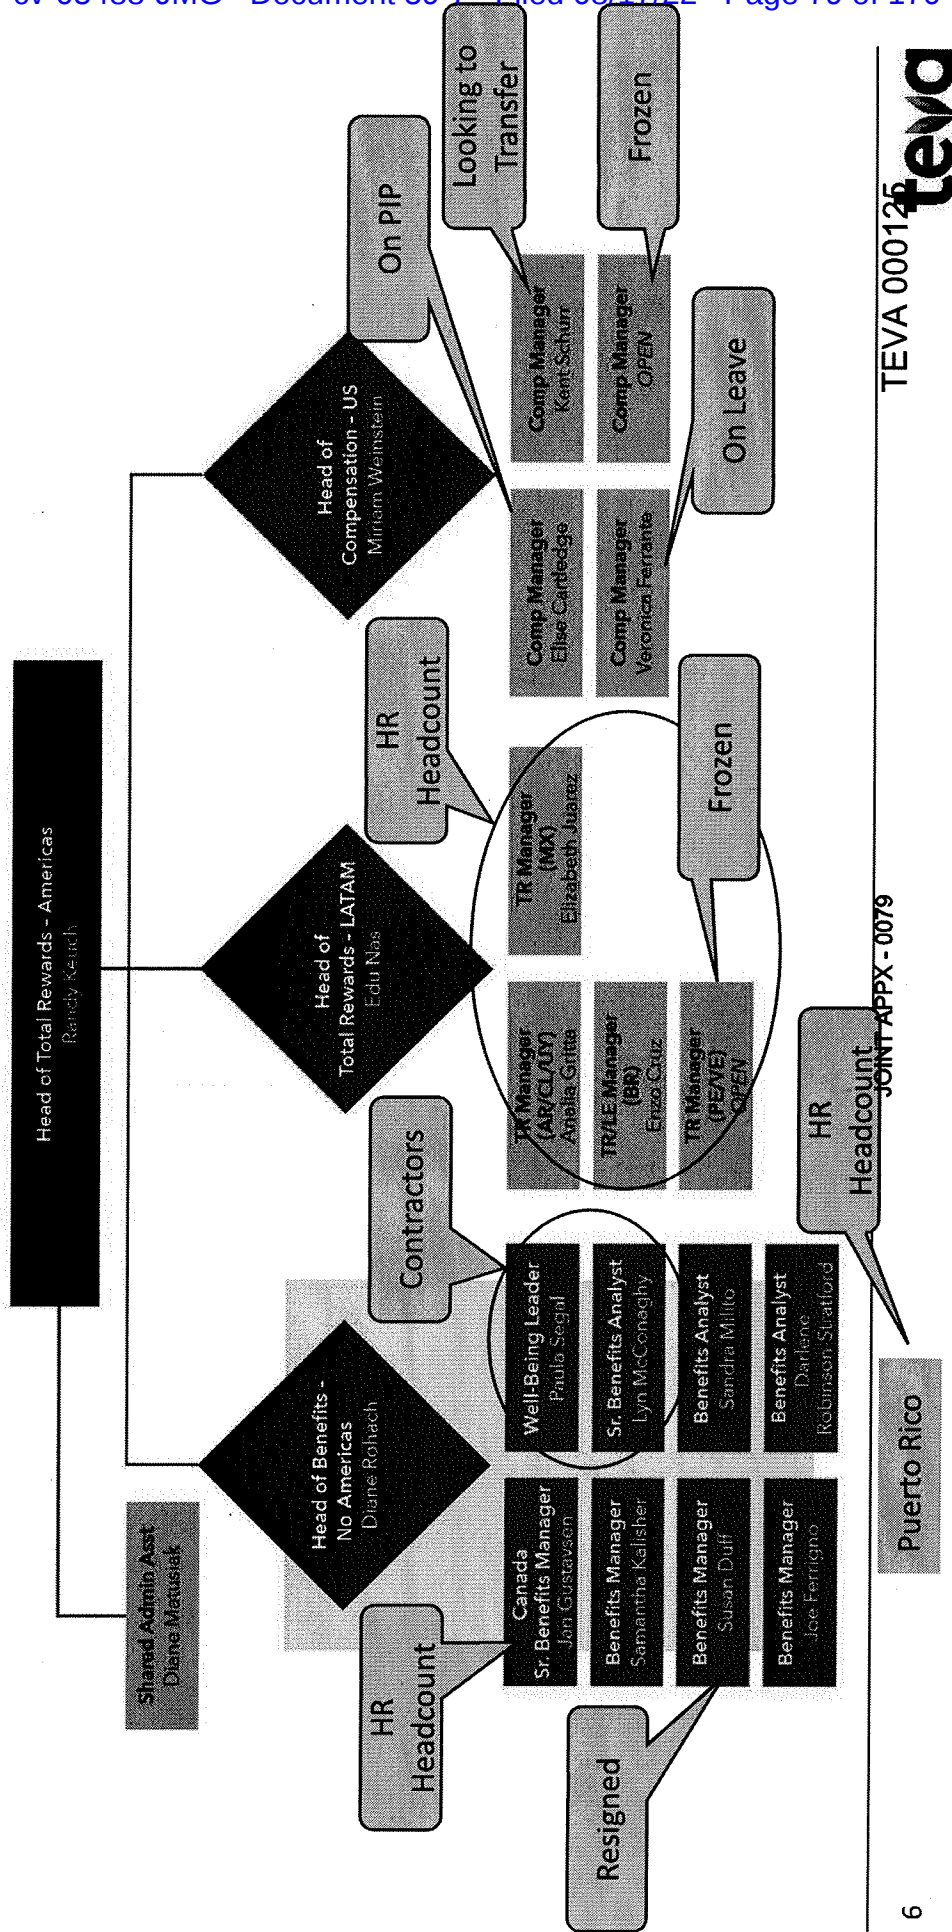 Head of Total Rewards - Americas
Randy Keuch
Shared Admin Asst
Diane Matusiak
Head of Benefits -
No Americas
Diane Rohach
Head of
Total Rewards - LATAM
Edu Nas
Head of
Compensation - US
Miriam Weinstein
HR
Headcount
Contractors
HR
Headcount
On PIP
Looking to
Transfer
Canada
Sr. Benefits Manager
Jan Gustavsen
Well-Being Leader
Paula Segal
TR Manager
(AR/CL/UY)
Analia Gritta
TR Manager
(MX)
Elizabeth Juarez
Comp Manager
Elise Cartledge
Comp Manager
Kent Schurr
Benefits Manager
Samantha Kalisher
Sr. Benefits Analyst
Lyn McConaghy
TR/LE Manager
(BR)
Enzo Cruz
Comp Manager
Veronica Ferrante
Comp Manager
OPEN
Frozen
Resigned
Benefits Manager
Susan Duff
Benefits Analyst
Sandra Milito
TR Manager
(PE/VE)
OPEN
Frozen
On Leave
Benefits Manager
Joe Ferrigno
Benefits Analyst
Darlene
Robinson-Stratford
HR
Headcount
Puerto Rico
6
JOINT APPX - 0079
TEVA 000125
teva